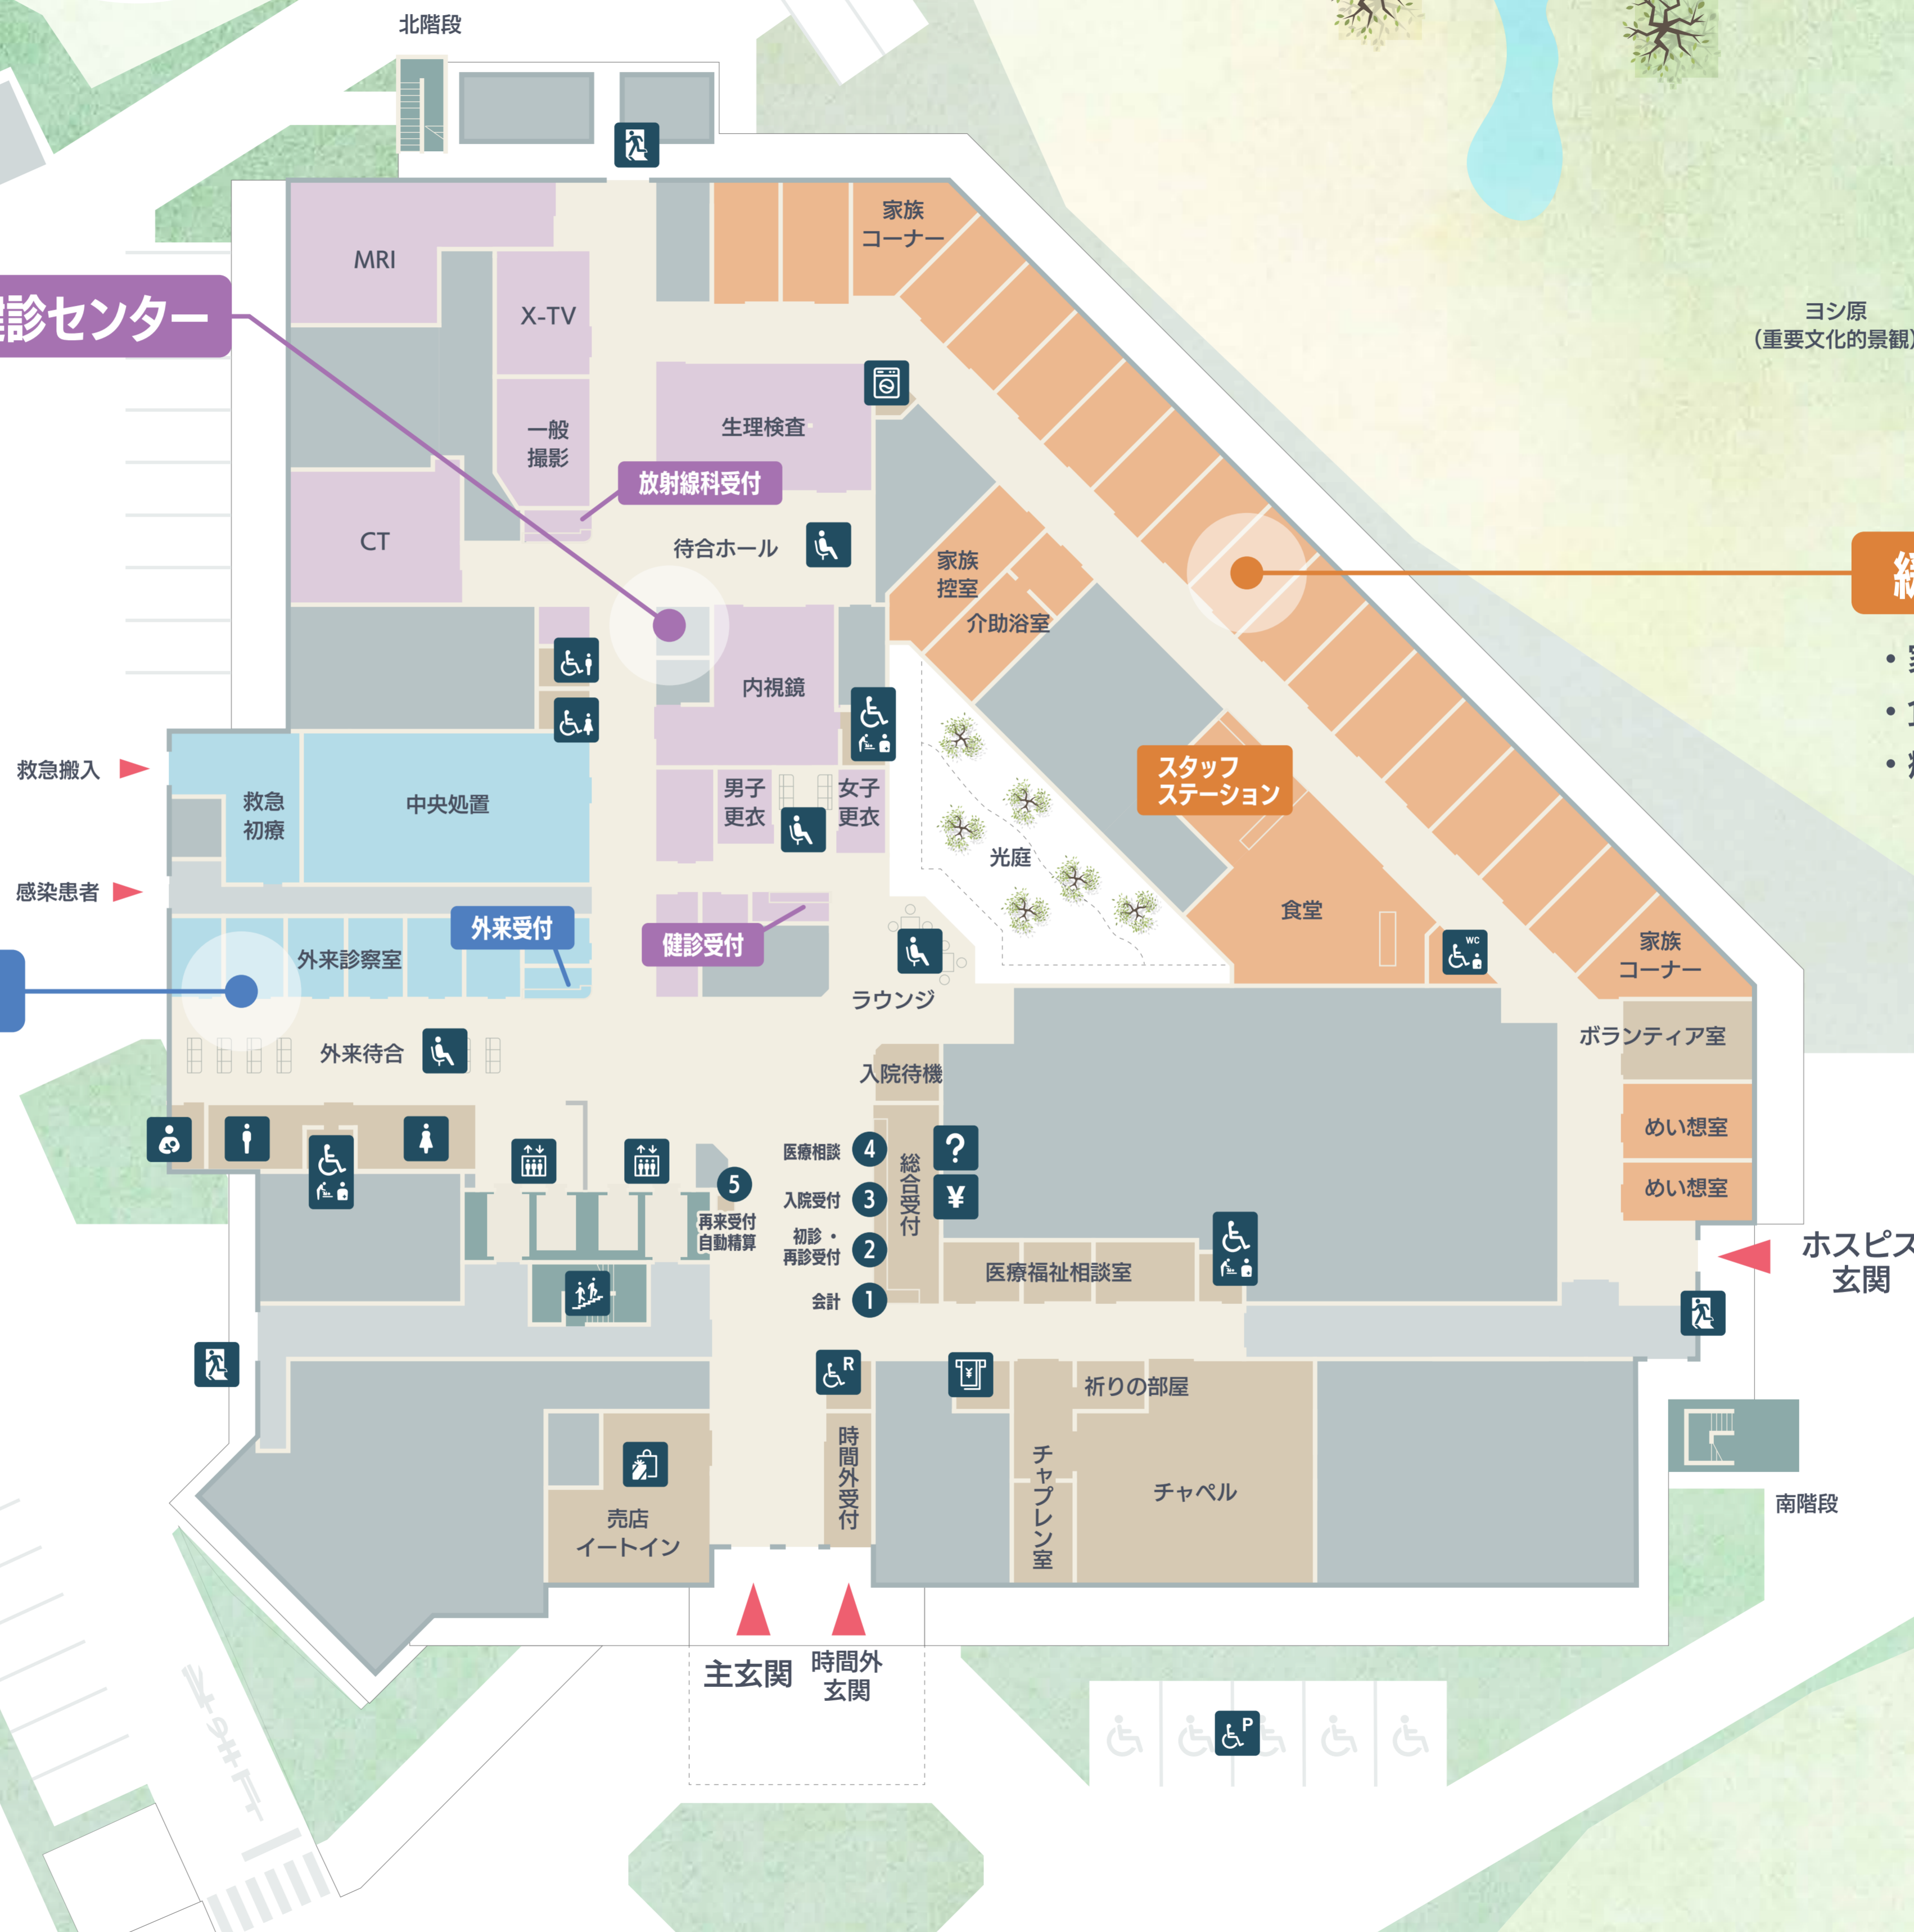 北階段
家族
コーナー
MRI
X-TV
診センター
ヨシ原
（重要文化的景観）
生理検査
一般
撮影
放射線科受付
CT
待合ホール
家族
控室
介助浴室
内視鏡
スタッフ
ステーション
救急搬入
救急
初療
中央処置
男子
更衣
女子
更衣
光庭
感染患者
外来受付
健診受付
食堂
WC
家族
コーナー
外来診察室
ラウンジ
ボランティア室
外来待合
入院待機
めい想室
医療相談
4
?
総合受付
5
入院受付
3
¥
めい想室
再来受付
自動精算
初診・
再診受付
2
医療福祉相談室
ホスピス
玄関
会計
1
R
¥
祈りの部屋
時間外受付
チャプレン室
チャペル
売店
イートイン
南階段
主玄関
時間外
玄関
P